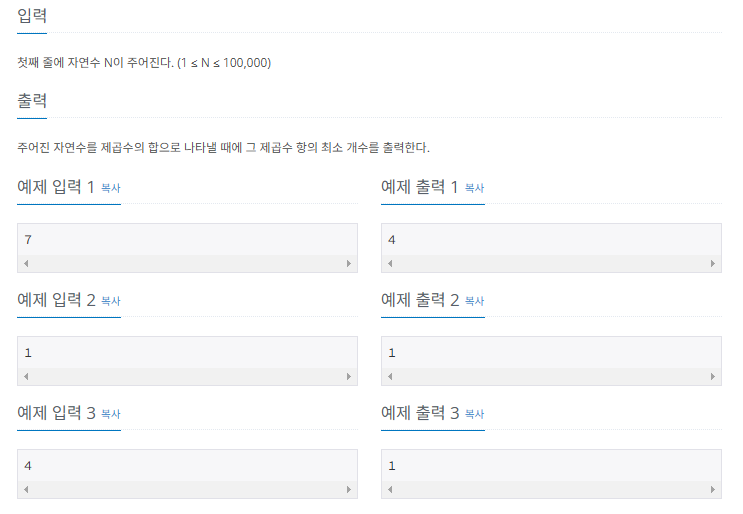 입력
첫째 줄에 자연수 N이 주어진다. (1 ≤ N ≤ 100,000)
출력
주어진 자연수를 제곱수의 합으로 나타낼 때에 그 제곱수 항의 최소 개수를 출력한다.
예제 입력 1 복사
7
예제 출력 1 복사
4
예제 입력 2 복사
1
예제 출력 2 복사
1
예제 입력 3 복사
4
예제 출력 3 복사
1